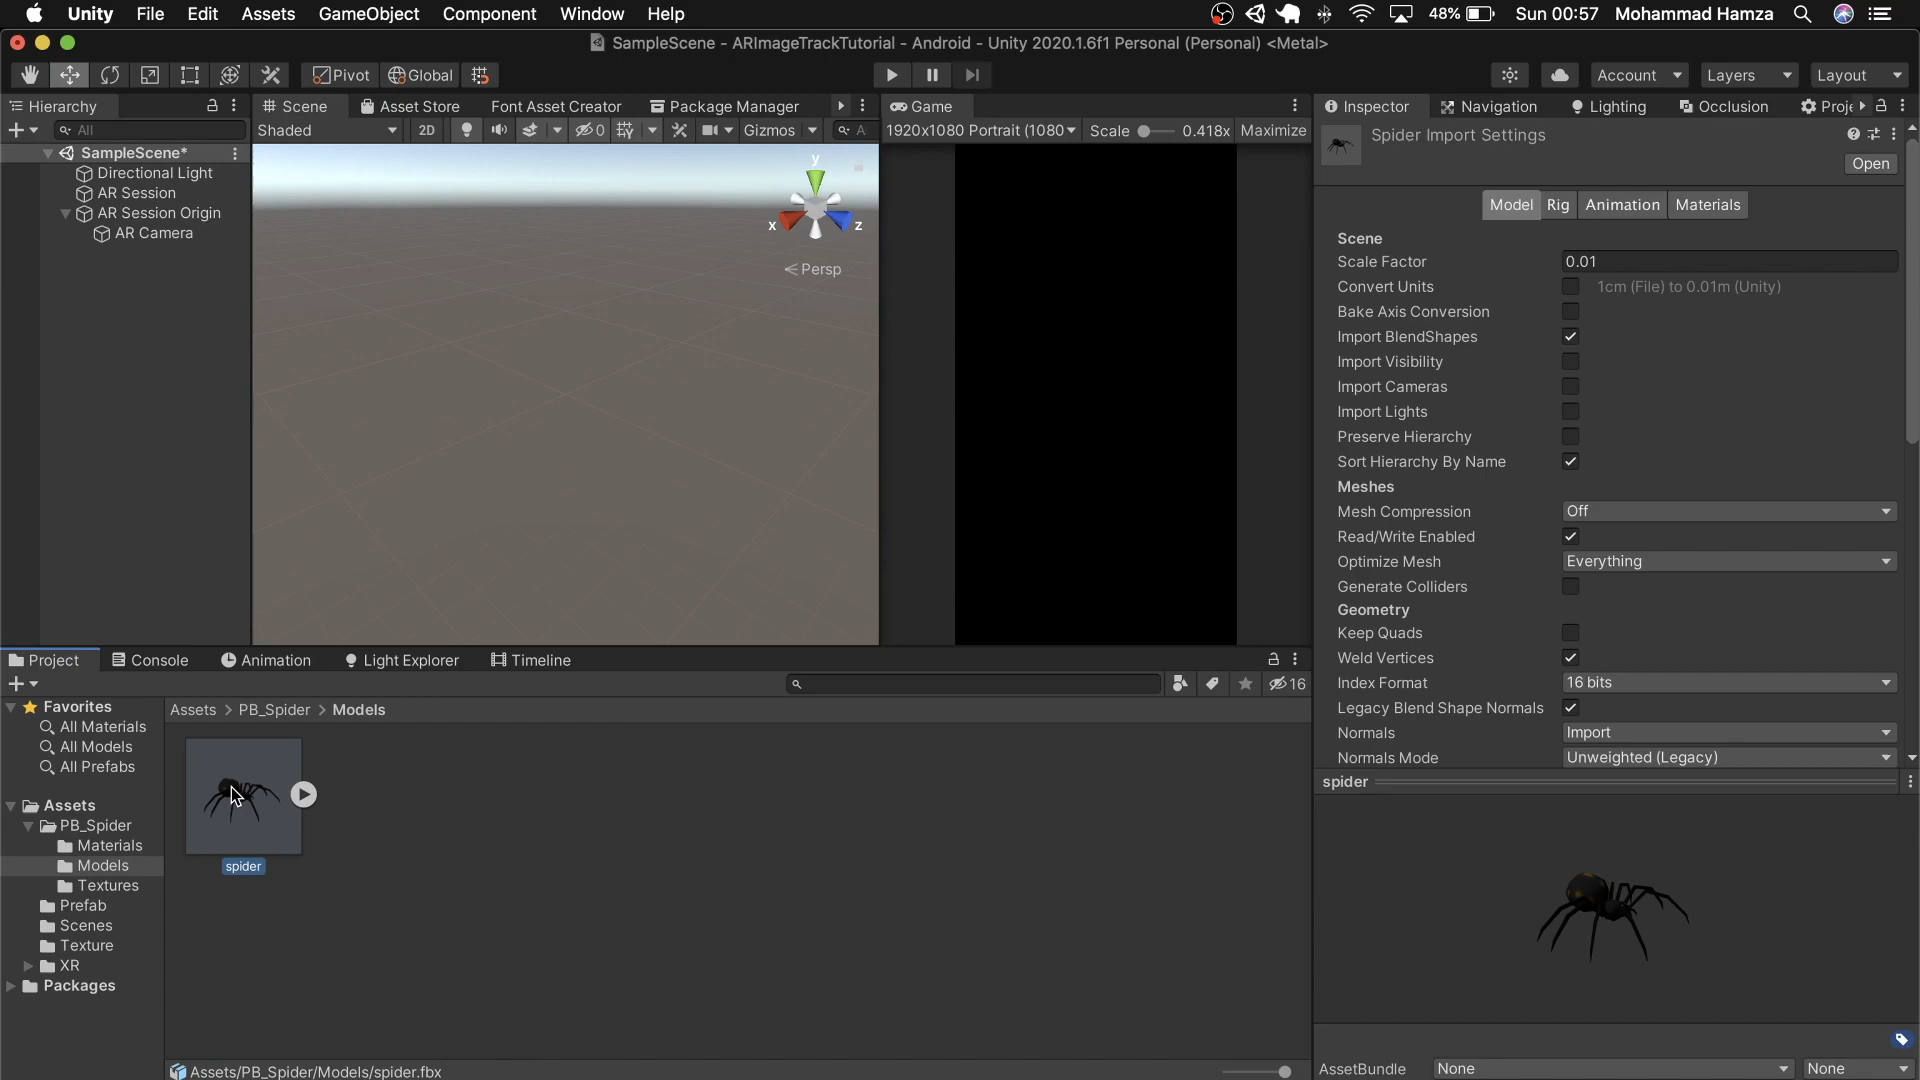 Unity File Edit Assets GameObject Component Window Help 48% Sun 00:57 Mohammad Hamza
SampleScene - ARImageTrackTutorial - Android - Unity 2020.1.6f1 Personal (Personal) <Metal>
Pivot Global Account Layers Layout
Hierarchy Scene Asset Store Font Asset Creator Package Manager Game Inspector Navigation Lighting Occlusion Proje
All Shaded 2D 0 Gizmos A 1920x1080 Portrait (1080 Scale 0.418x Maximize
Spider Import Settings
Open
SampleScene*
Directional Light
AR Session
AR Session Origin
AR Camera
y
x z
Persp
Model Rig Animation Materials
Scene
Scale Factor 0.01
Convert Units 1cm (File) to 0.01m (Unity)
Bake Axis Conversion
Import BlendShapes
Import Visibility
Import Cameras
Import Lights
Preserve Hierarchy
Sort Hierarchy By Name
Meshes
Mesh Compression Off
Read/Write Enabled
Optimize Mesh Everything
Generate Colliders
Geometry
Keep Quads
Weld Vertices
Index Format 16 bits
Legacy Blend Shape Normals
Normals Import
Normals Mode Unweighted (Legacy)
spider
Project Console Animation Light Explorer Timeline
16
Favorites
All Materials
All Models
All Prefabs
Assets
PB_Spider
Materials
Models
Textures
Prefab
Scenes
Texture
XR
Packages
Assets > PB_Spider > Models
spider
Assets/PB_Spider/Models/spider.fbx
AssetBundle None None